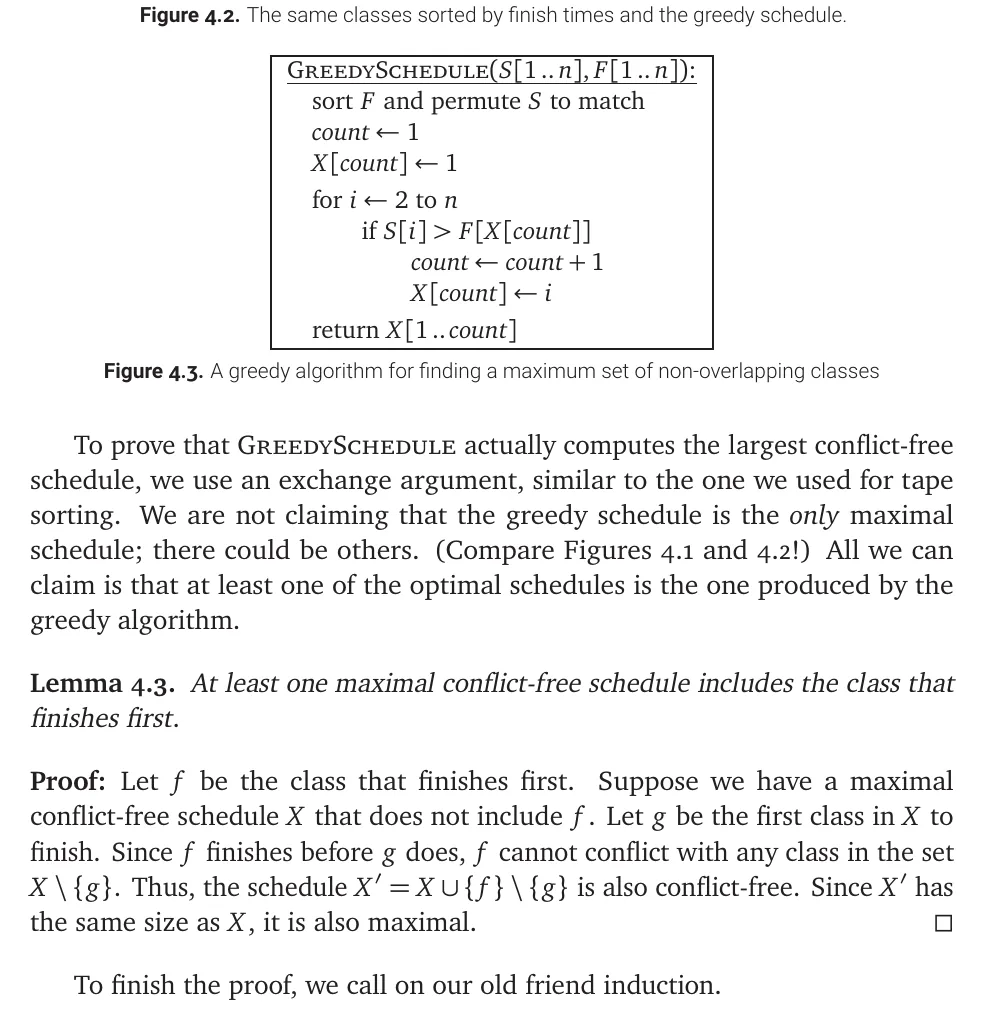 Figure 4.2. The same classes sorted by finish times and the greedy schedule.
GREEDYSCHEDULE(S[1 .. n], F[1 .. n]):
sort F and permute S to match
count ← 1
X[count] ← 1
for i ← 2 to n
if S[i] > F[X[count]]
count ← count + 1
X[count] ← i
return X[1 .. count]
Figure 4.3. A greedy algorithm for finding a maximum set of non-overlapping classes
To prove that GREEDYSCHEDULE actually computes the largest conflict-free
schedule, we use an exchange argument, similar to the one we used for tape
sorting. We are not claiming that the greedy schedule is the only maximal
schedule; there could be others. (Compare Figures 4.1 and 4.2!) All we can
claim is that at least one of the optimal schedules is the one produced by the
greedy algorithm.
Lemma 4.3. At least one maximal conflict-free schedule includes the class that
finishes first.
Proof: Let f be the class that finishes first. Suppose we have a maximal
conflict-free schedule X that does not include f. Let g be the first class in X to
finish. Since f finishes before g does, f cannot conflict with any class in the set
X \ {g}. Thus, the schedule X′ = X ∪ {f} \ {g} is also conflict-free. Since X′ has
the same size as X, it is also maximal. □
To finish the proof, we call on our old friend induction.